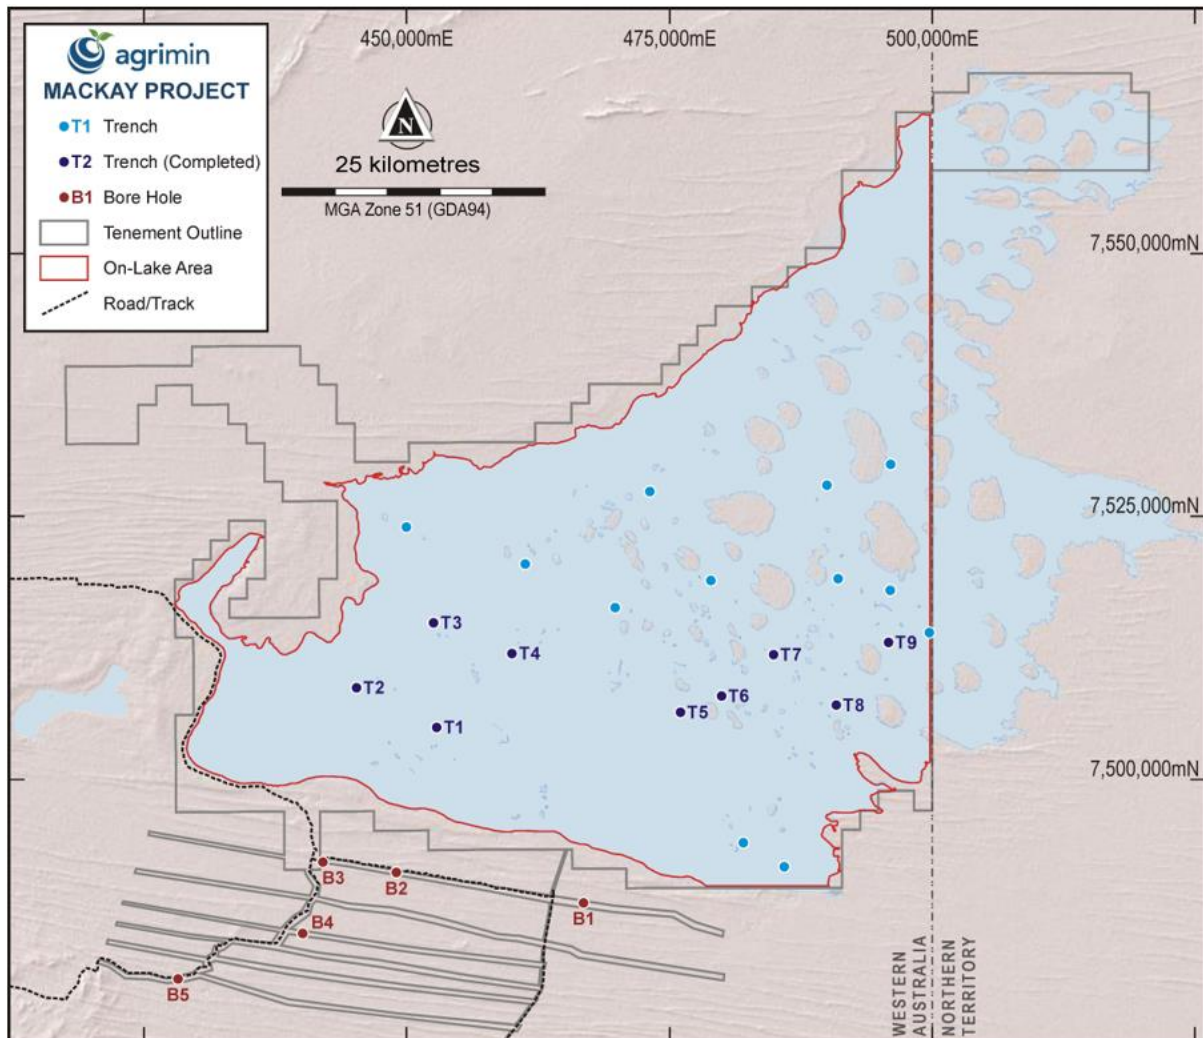 agrimin
MACKAY PROJECT
T1 Trench
T2 Trench (Completed)
B1 Bore Hole
Tenement Outline
On-Lake Area
Road/Track
450,000mE
475,000mE
500,000mE
N
25 kilometres
MGA Zone 51 (GDA94)
7,550,000mN
7,525,000mN
T3
T4
T7
T9
T2
T6
T8
T5
T1
7,500,000mN
B3
B2
B1
B4
B5
WESTERN
AUSTRALIA
NORTHERN
TERRITORY